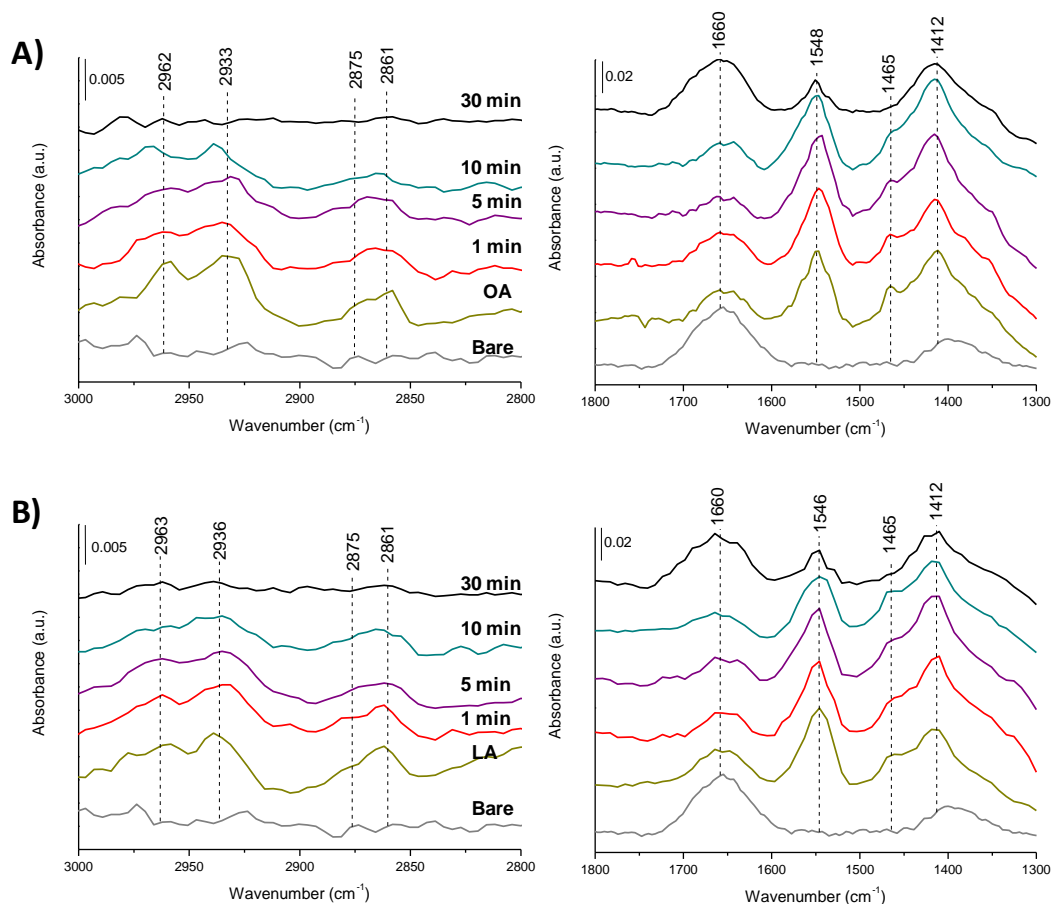 A)
2962
2933
2875
2861
0.005
30 min
10 min
5 min
1 min
OA
Bare
Absorbance (a.u.)
3000
2950
2900
2850
2800
Wavenumber (cm⁻¹)
1660
1548
1465
1412
0.02
Absorbance (a.u.)
1800
1700
1600
1500
1400
1300
Wavenumber (cm⁻¹)
B)
2963
2936
2875
2861
0.005
30 min
10 min
5 min
1 min
LA
Bare
Absorbance (a.u.)
3000
2950
2900
2850
2800
Wavenumber (cm⁻¹)
1660
1546
1465
1412
0.02
Absorbance (a.u.)
1800
1700
1600
1500
1400
1300
Wavenumber (cm⁻¹)